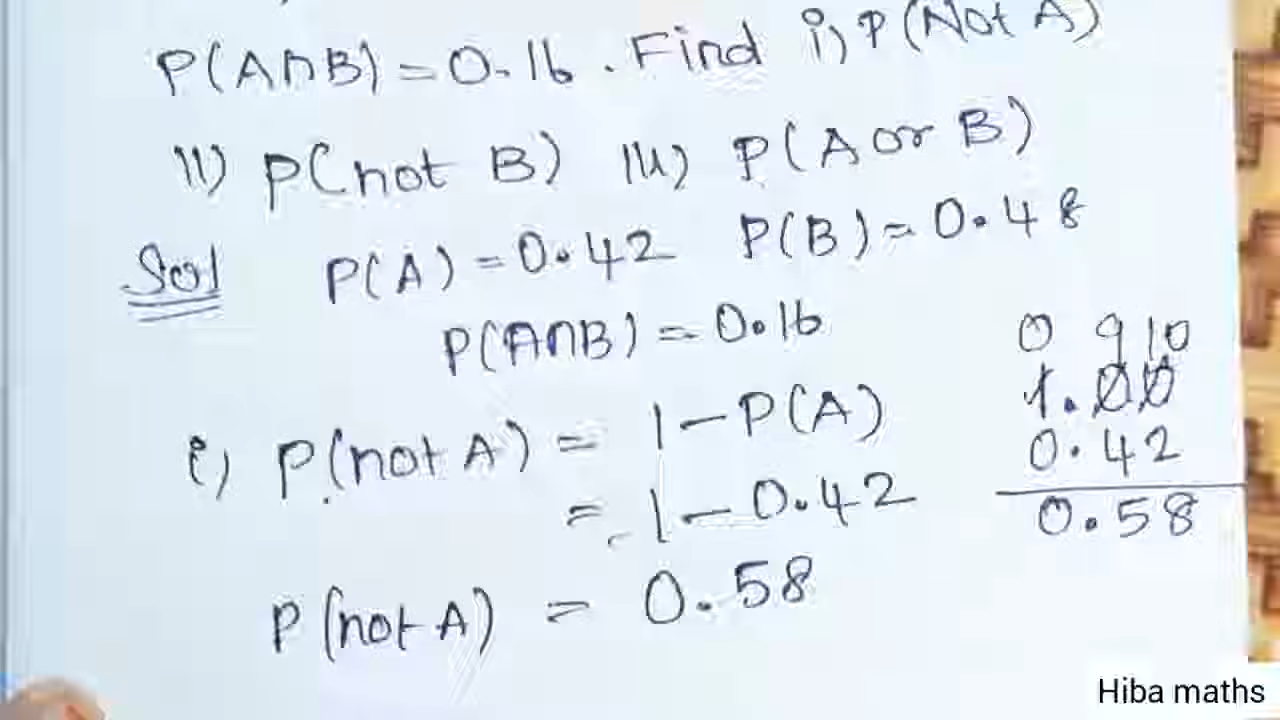 P(A∩B) = 0.16 . Find i) P(Not A)
ii) P(not B) iii) P(A or B)
Sol P(A) = 0.42 P(B) = 0.48
P(A∩B) = 0.16
0 9 10
i) P(not A) = 1 - P(A) 1.00
0.42
= 1 - 0.42 0.58
P(not A) = 0.58
Hiba maths